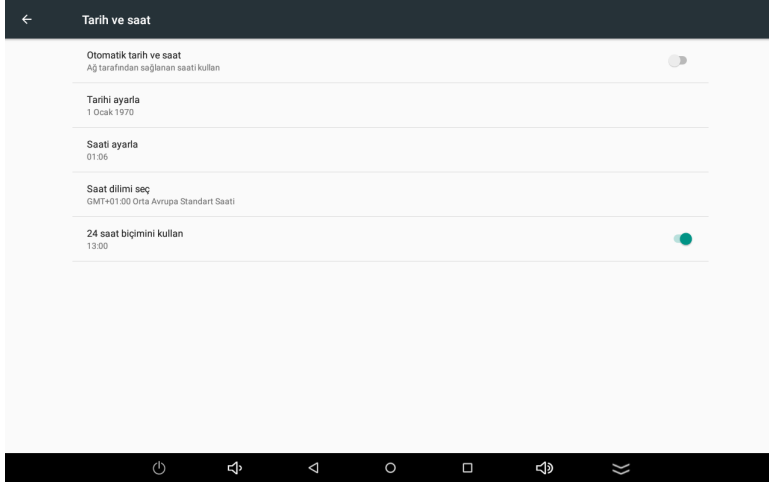 Tarih ve saat
Otomatik tarih ve saat
Ağ tarafından sağlanan saati kullan
Tarihi ayarla
1 Ocak 1970
Saati ayarla
01:06
Saat dilimi seç
GMT+01:00 Orta Avrupa Standart Saati
24 saat biçimini kullan
13:00